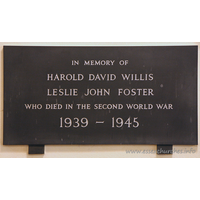 IN MEMORY OF
HAROLD DAVID WILLIS
LESLIE JOHN FOSTER
WHO DIED IN THE SECOND WORLD WAR
1939 – 1945